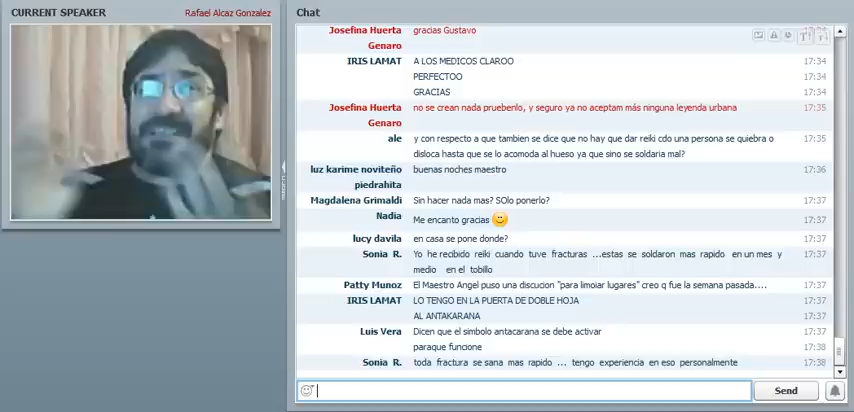 CURRENT SPEAKER
Rafael Alcaz Gonzalez
Chat
Josefina Huerta Genaro gracias Gustavo
IRIS LAMAT A LOS MEDICOS CLAROO 17:34
PERFECTOO 17:34
GRACIAS 17:34
Josefina Huerta Genaro no se crean nada pruebenlo, y seguro ya no aceptam más ninguna leyenda urbana 17:35
ale y con respecto a que tambien se dice que no hay que dar reiki cdo una persona se quiebra o 17:35
disloca hasta que se lo acomoda al hueso ya que sino se soldaria mal?
luz karime noviteño piedrahita buenas noches maestro 17:36
Magdalena Grimaldi Sin hacer nada mas? SOlo ponerlo? 17:37
Nadia Me encanto gracias 17:37
lucy davila en casa se pone donde? 17:37
Sonia R. Yo he recibido reiki cuando tuve fracturas ...estas se soldaron mas rapido en un mes y 17:37
medio en el tobillo
Patty Munoz El Maestro Angel puso una discucion "para limoiar lugares" creo q fue la semana pasada.... 17:37
IRIS LAMAT LO TENGO EN LA PUERTA DE DOBLE HOJA 17:37
AL ANTAKARANA 17:37
Luis Vera Dicen que el simbolo antacarana se debe activar 17:37
paraque funcione 17:38
Sonia R. toda fractura se sana mas rapido ... tengo experiencia en eso personalmente 17:38
Send